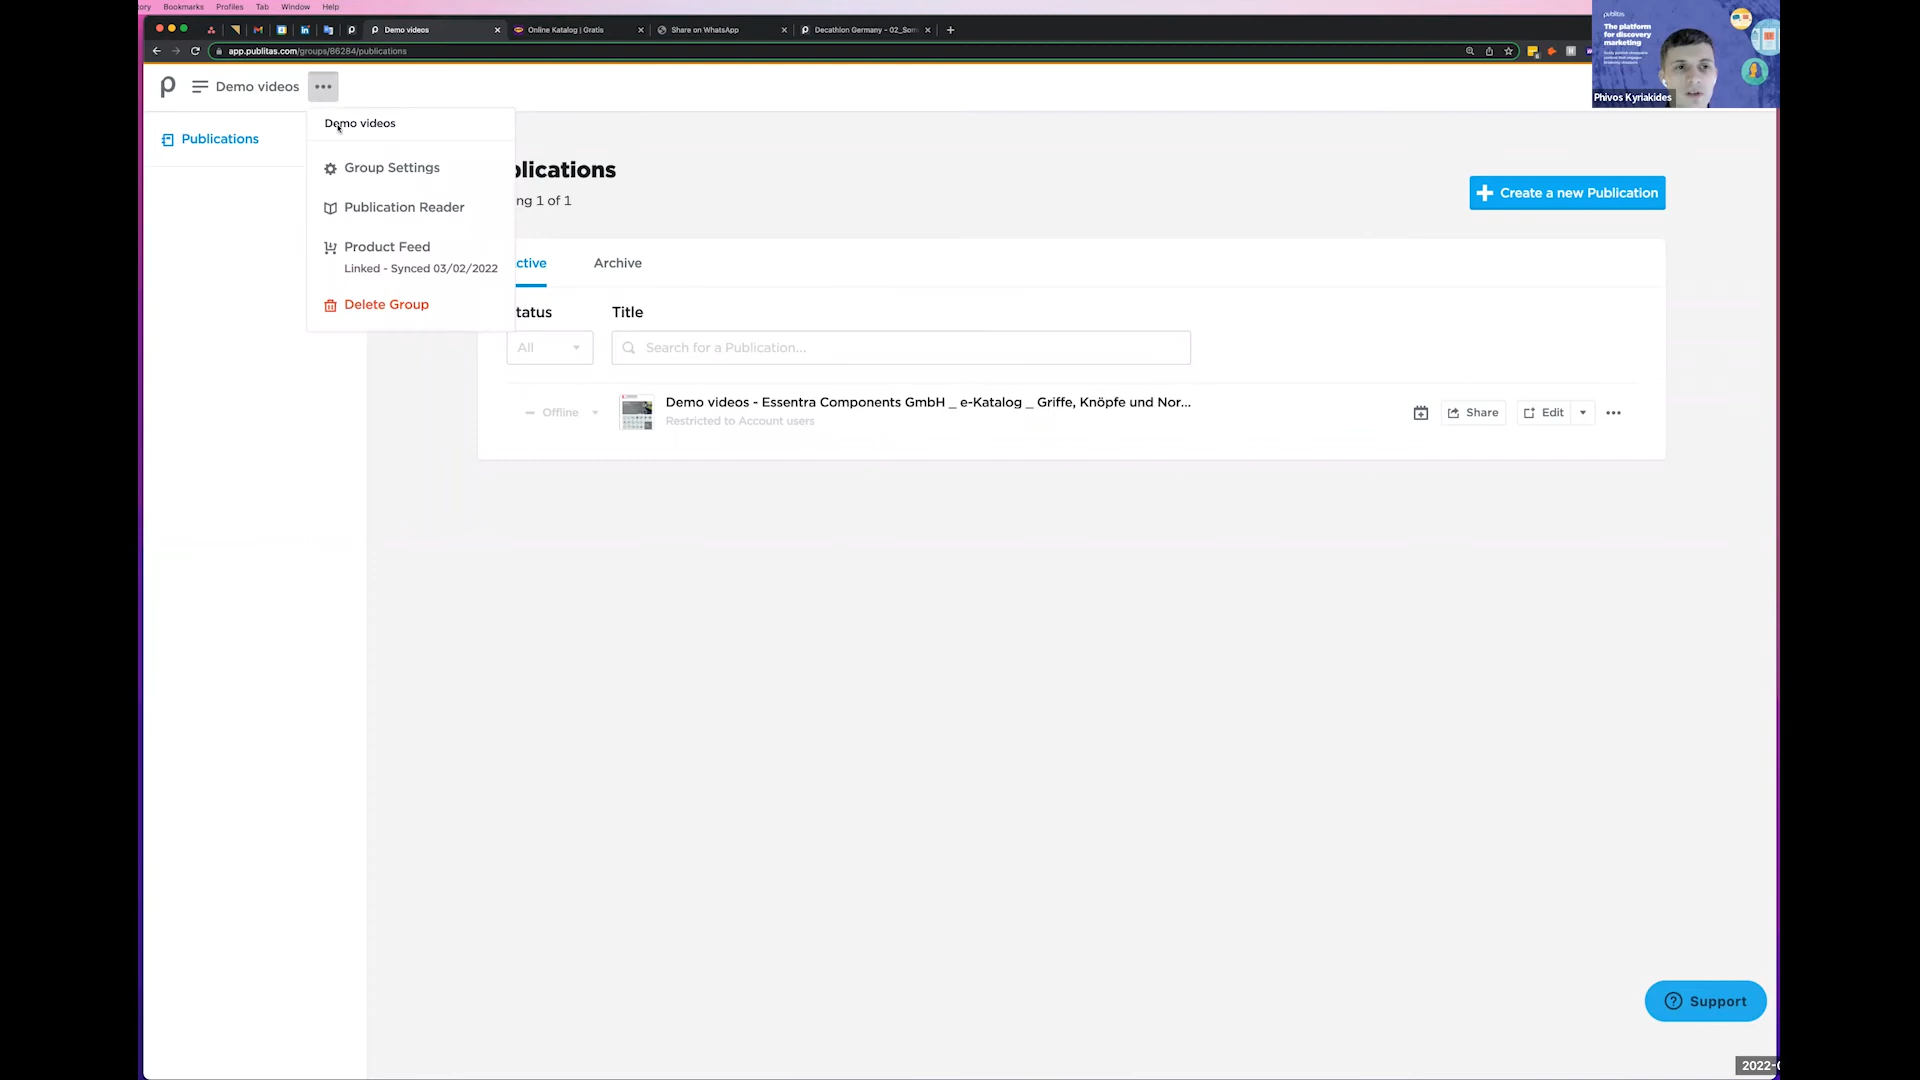 ory Bookmarks Profiles Tab Window Help
Demo videos
Online Katalog | Gratis
Share on WhatsApp
Decathlon Germany - 02_Som
app.publitas.com/groups/86284/publications
publitas
The platform
for discovery
marketing
Phivos Kyriakides
Demo videos
Demo videos
Publications
Group Settings
Publication Reader
Product Feed
Linked - Synced 03/02/2022
Delete Group
blications
ng 1 of 1
Create a new Publication
ctive Archive
tatus Title
All Search for a Publication...
Offline
Demo videos - Essentra Components GmbH _ e-Katalog _ Griffe, Knöpfe und Nor...
Restricted to Account users
Share Edit
Support
2022-0